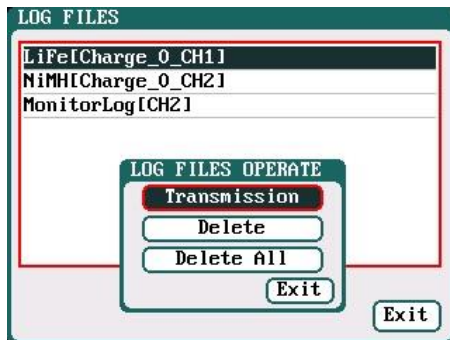 LOG FILES
LiFe[Charge_0_CH1]
NiMH[Charge_0_CH2]
MonitorLog[CH2]
LOG FILES OPERATE
Transmission
Delete
Delete All
Exit
Exit